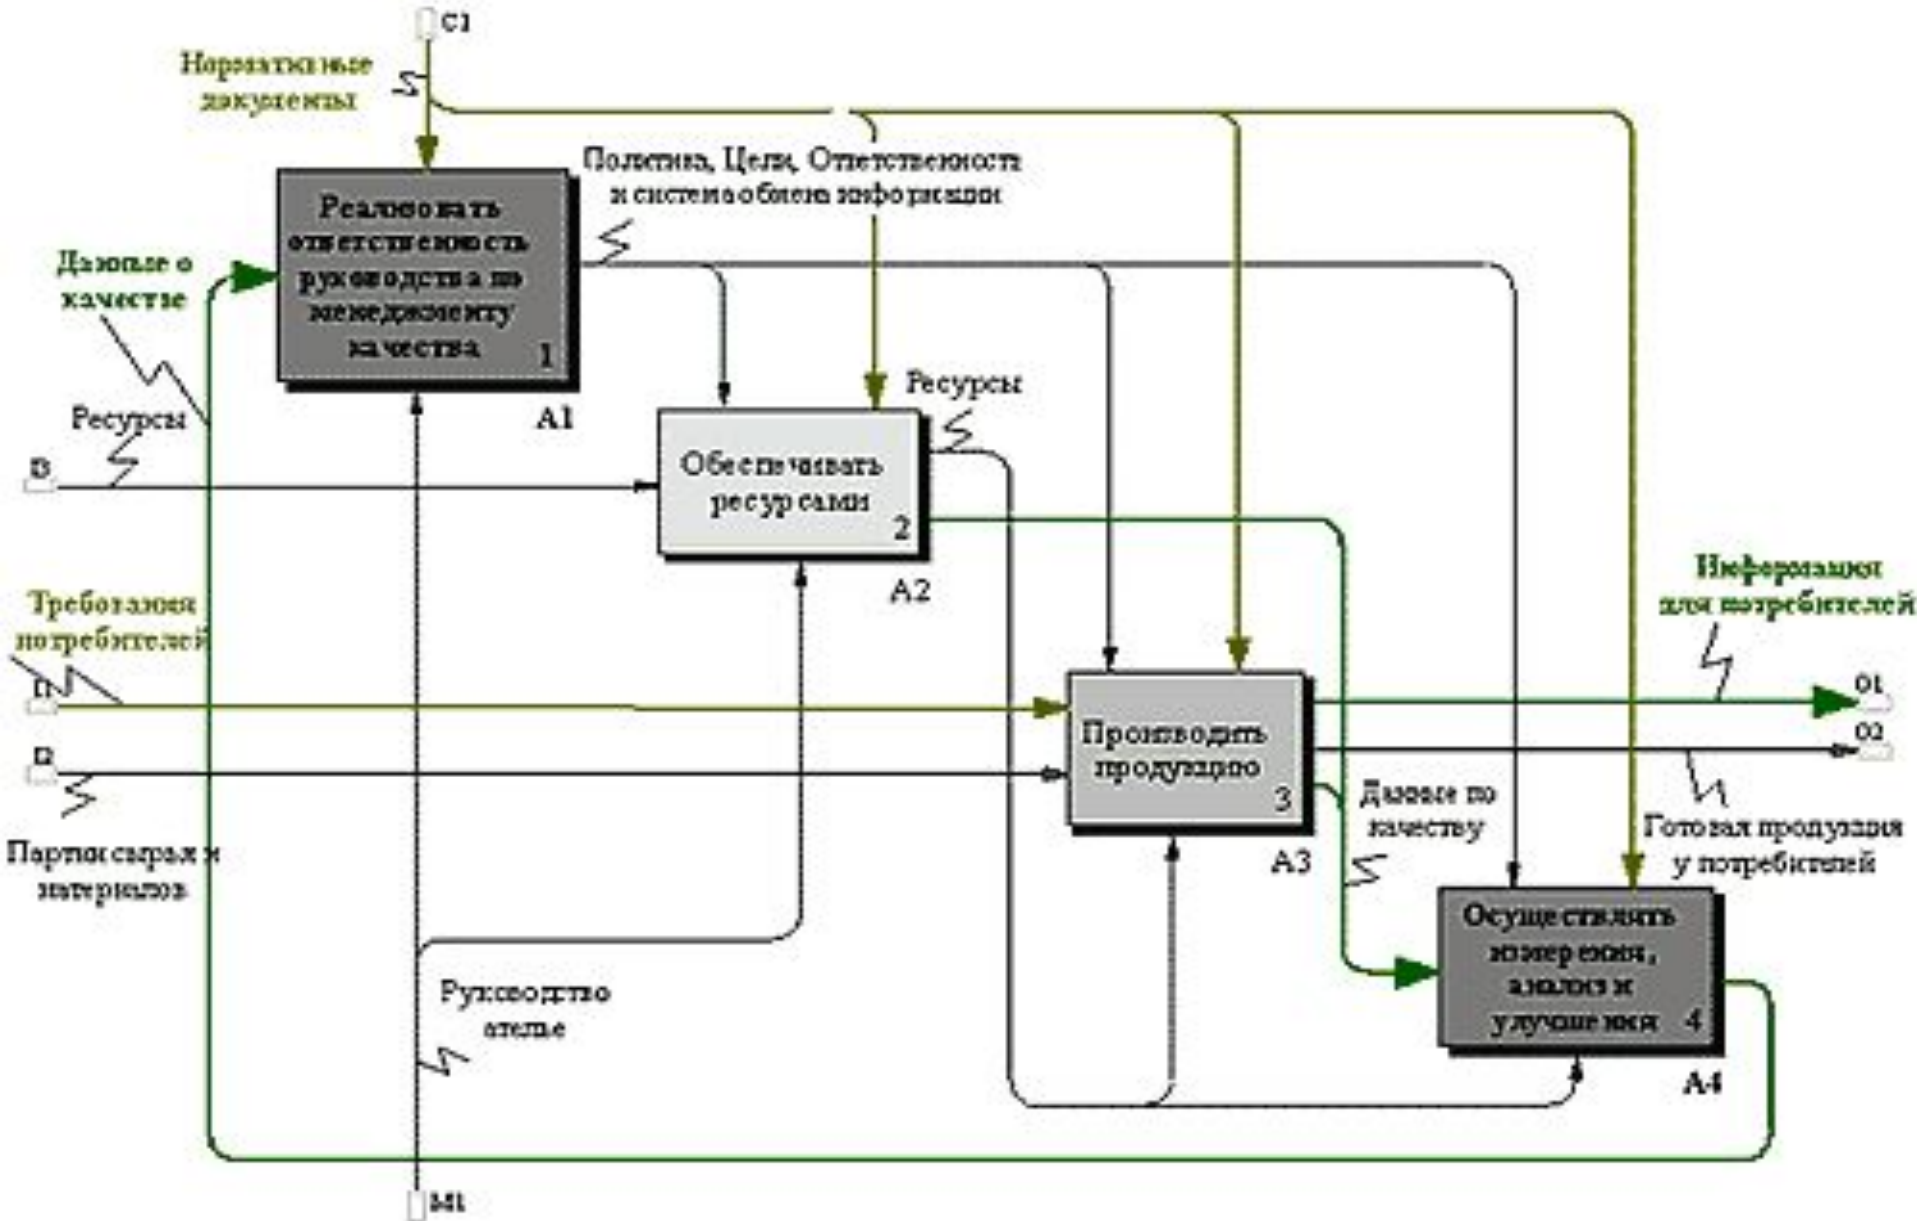 C1
Нормативные
документы
Политика, Цели, Ответственность
и система обмена информации
Реализовать
ответственность
руководства по
менеджменту
качества
1
A1
Данные о
качестве
Ресурсы
I3
Ресурсы
Обеспечивать
ресурсами
2
A2
Требования
потребителей
I1
I2
Партии сырья и
материалов
Информация
для потребителей
O1
O2
Производить
продукцию
3
A3
Данные по
качеству
Готовая продукция
у потребителей
Осуществлять
измерения,
анализ и
улучшения
4
A4
Руководство
ателье
M1